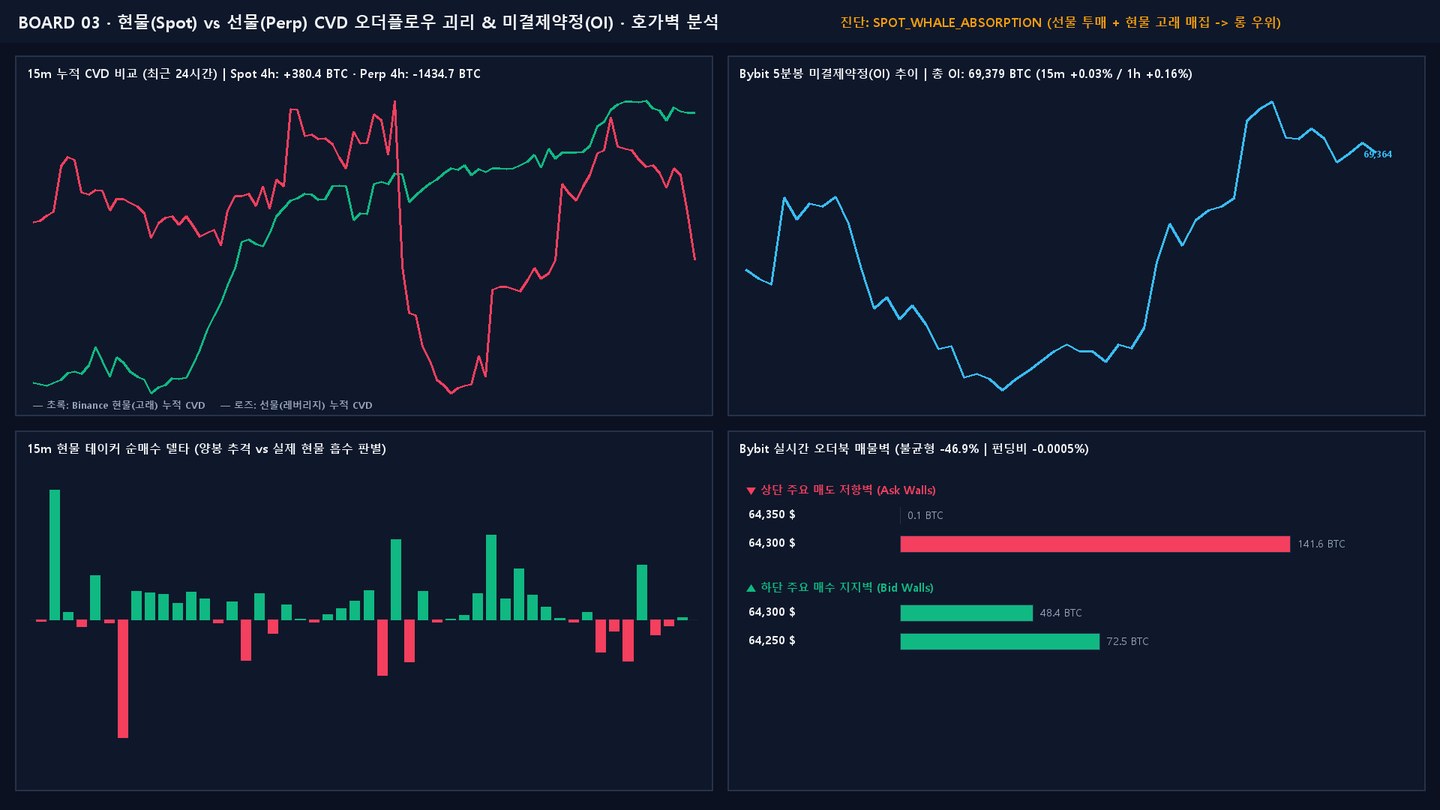 BOARD 03 · 현물(Spot) vs 선물(Perp) CVD 오더플로우 괴리 & 미결제약정(OI) · 호가벽 분석
진단: SPOT_WHALE_ABSORPTION (선물 투매 + 현물 고래 매집 -> 롱 우위)
15m 누적 CVD 비교 (최근 24시간) | Spot 4h: +380.4 BTC · Perp 4h: -1434.7 BTC
— 초록: Binance 현물(고래) 누적 CVD
— 로즈: 선물(레버리지) 누적 CVD
Bybit 5분봉 미결제약정(OI) 추이 | 총 OI: 69,379 BTC (15m +0.03% / 1h +0.16%)
69,364
15m 현물 테이커 순매수 델타 (양봉 추격 vs 실제 현물 흡수 판별)
Bybit 실시간 오더북 매물벽 (불균형 -46.9% | 펀딩비 -0.0005%)
▼ 상단 주요 매도 저항벽 (Ask Walls)
64,350 $ 0.1 BTC
64,300 $ 141.6 BTC
▲ 하단 주요 매수 지지벽 (Bid Walls)
64,300 $ 48.4 BTC
64,250 $ 72.5 BTC